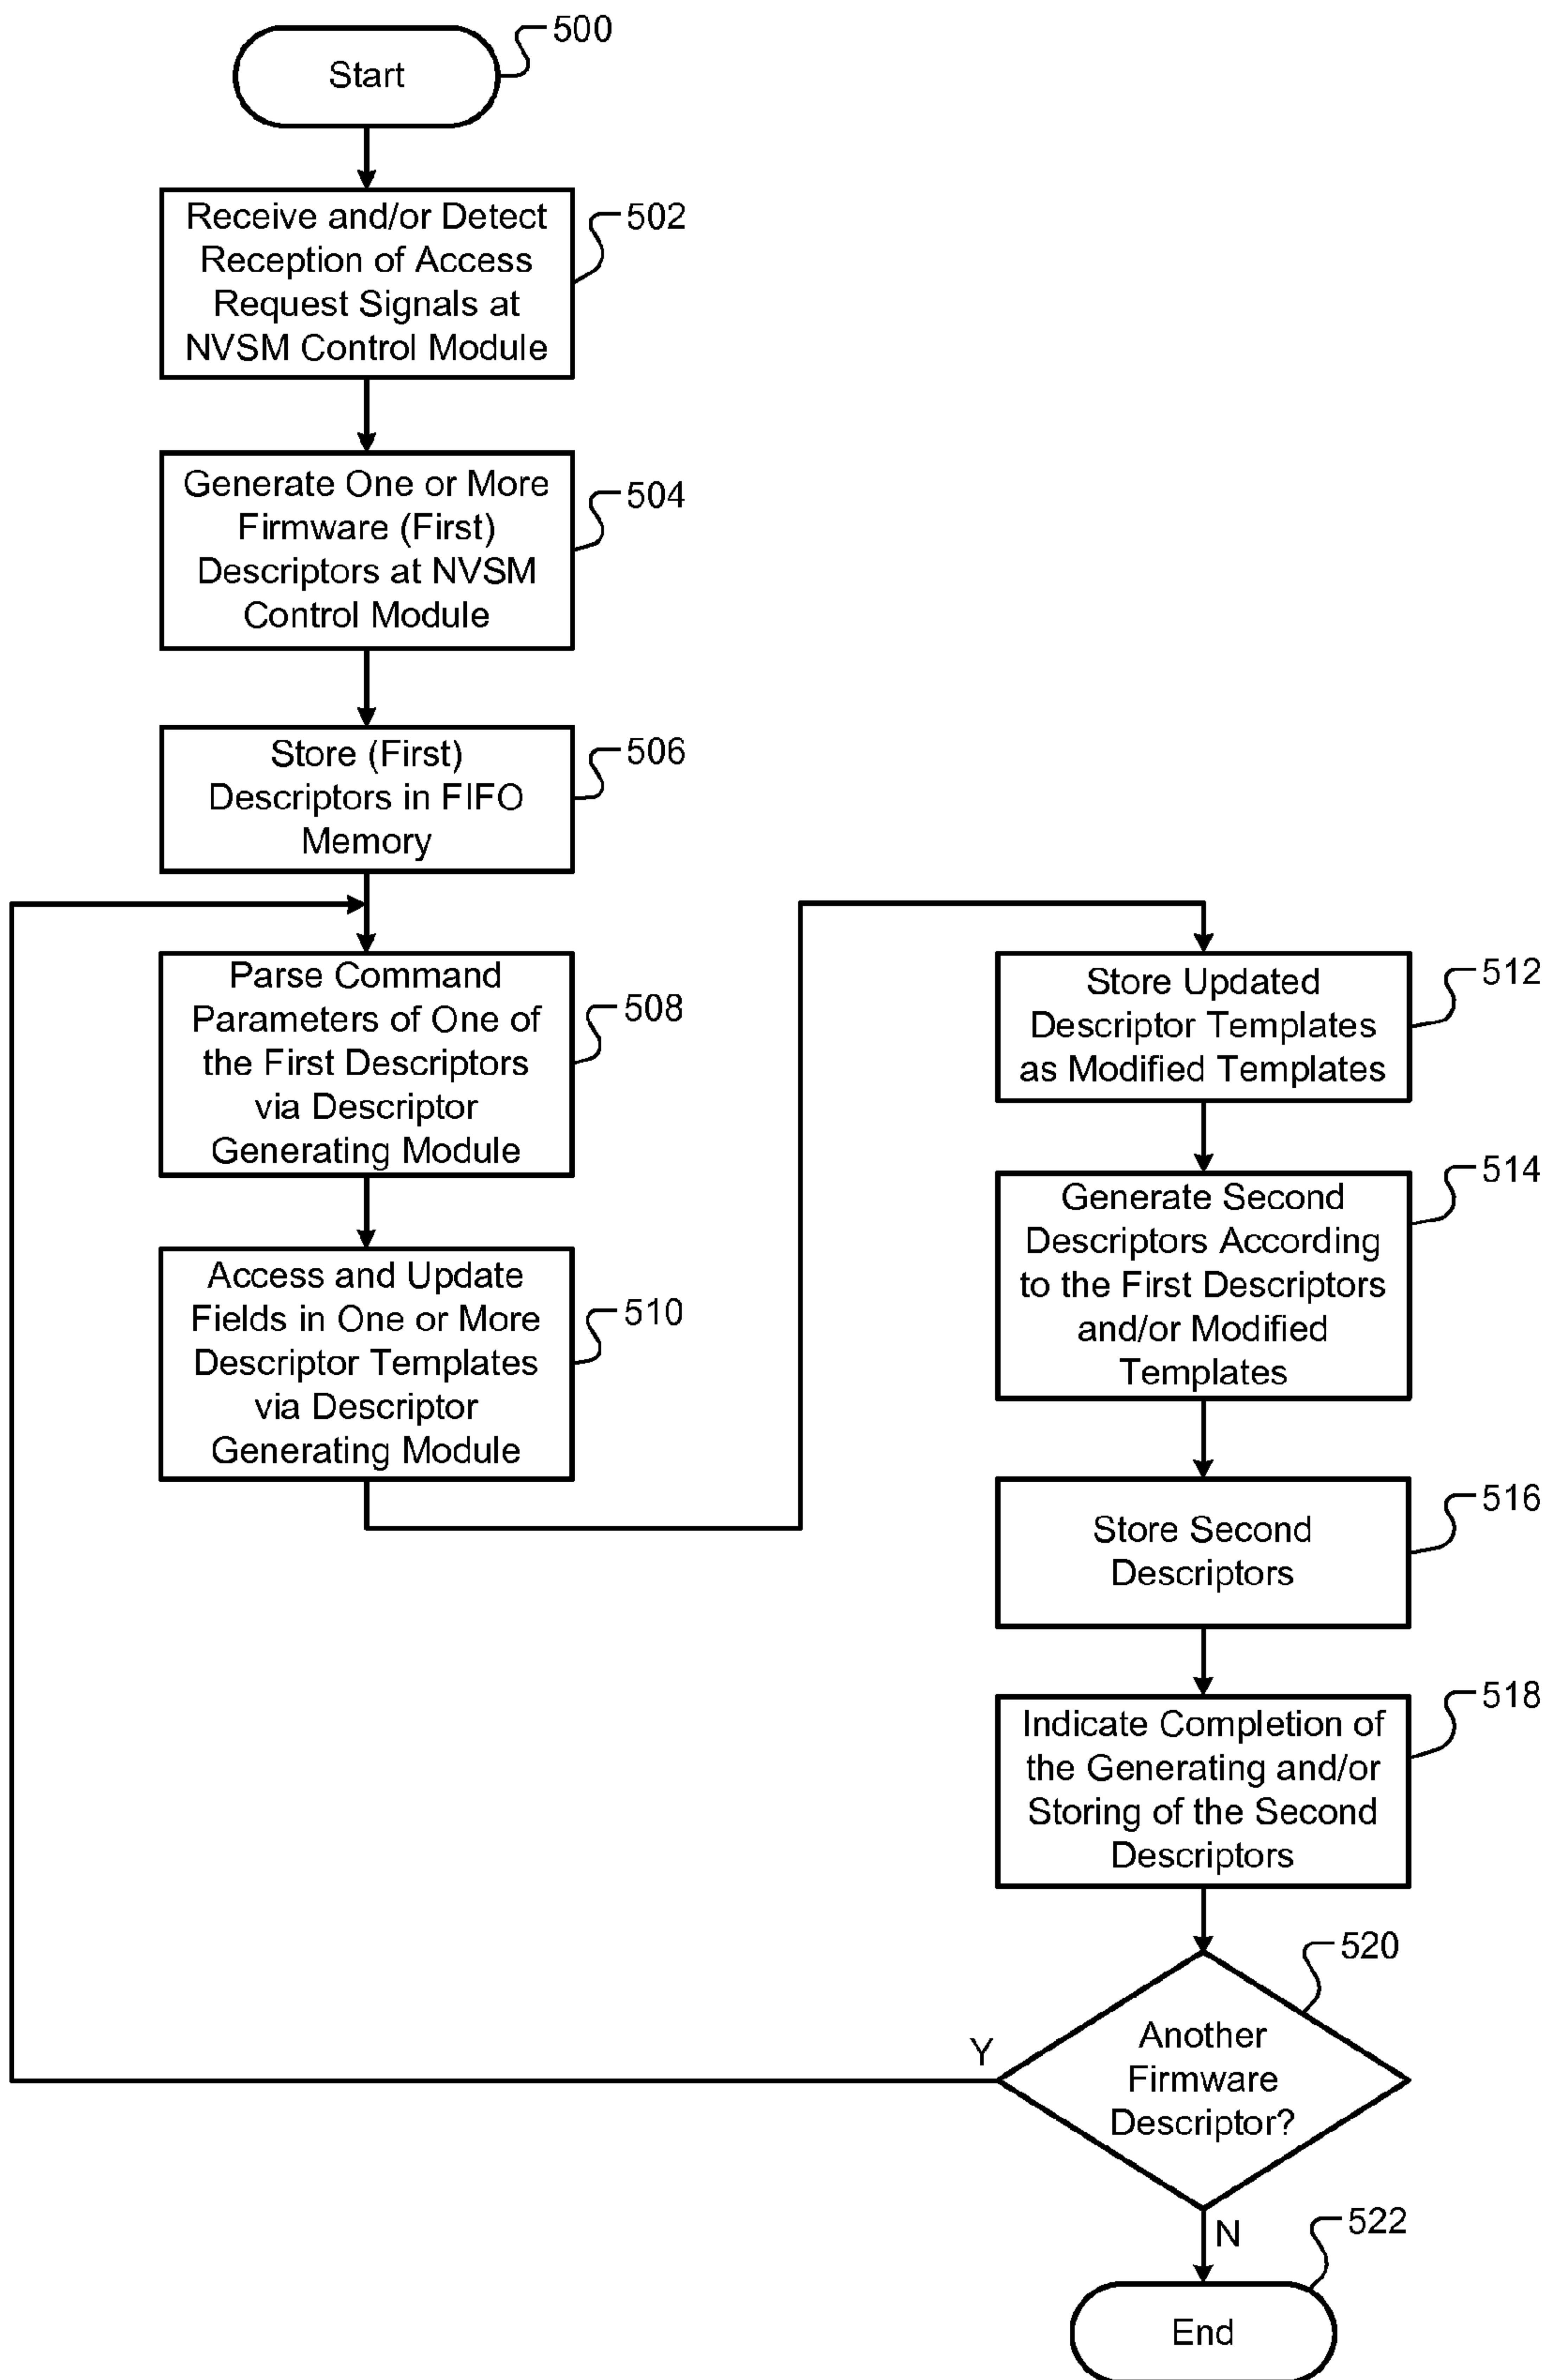 Start
500
Receive and/or Detect
Reception of Access
Request Signals at
NVSM Control Module
502
Generate One or More
Firmware (First)
Descriptors at NVSM
Control Module
504
Store (First)
Descriptors in FIFO
Memory
506
Parse Command
Parameters of One of
the First Descriptors
via Descriptor
Generating Module
508
Access and Update
Fields in One or More
Descriptor Templates
via Descriptor
Generating Module
510
Store Updated
Descriptor Templates
as Modified Templates
512
Generate Second
Descriptors According
to the First Descriptors
and/or Modified
Templates
514
Store Second
Descriptors
516
Indicate Completion of
the Generating and/or
Storing of the Second
Descriptors
518
Another
Firmware
Descriptor?
520
Y
N
End
522